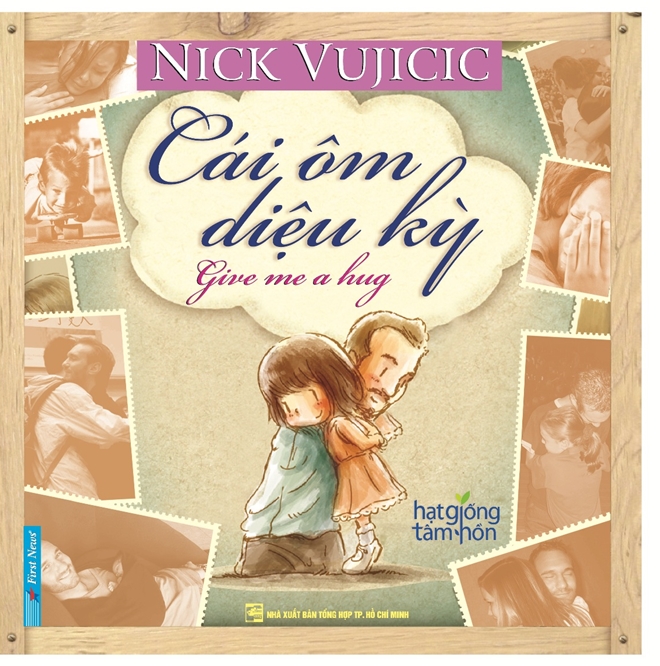 NICK VUJICIC
Cái ôm
diệu kỳ
Give me a hug
hạt giống
tâm hồn
First News
NHÀ XUẤT BẢN TỔNG HỢP TP. HỒ CHÍ MINH